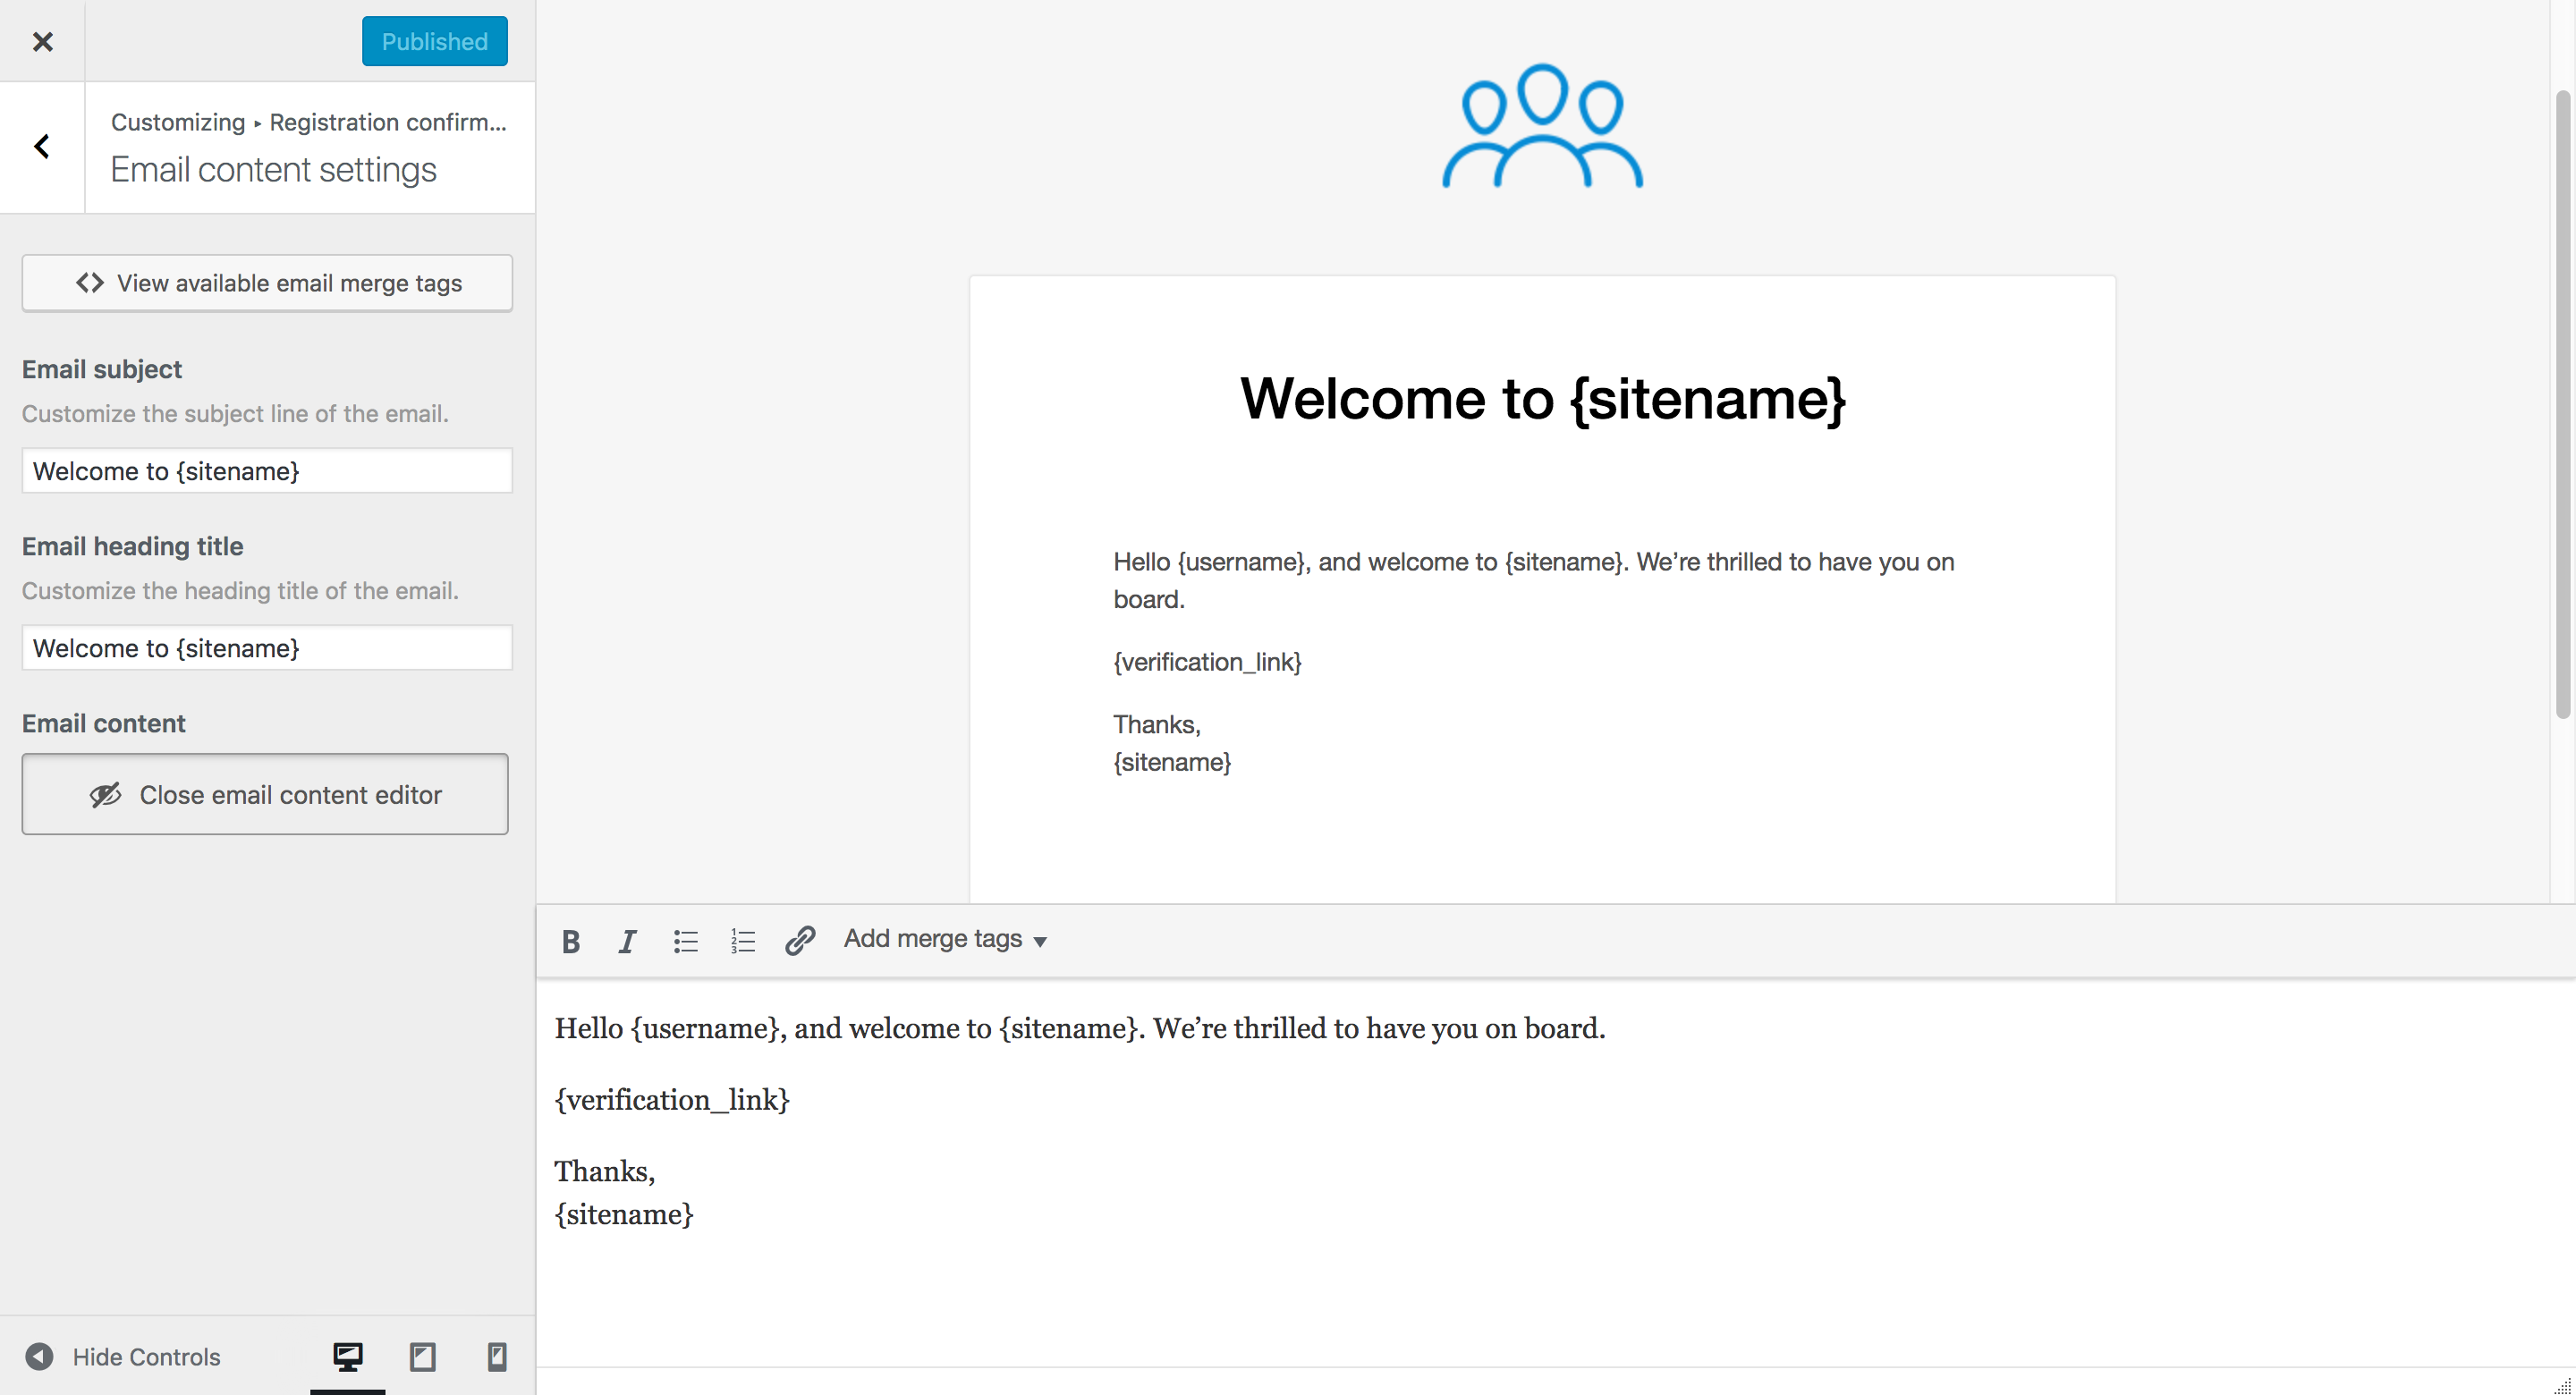 Published
Customizing ▸ Registration confirm...
Email content settings
View available email merge tags
Email subject
Customize the subject line of the email.
Welcome to {sitename}
Email heading title
Customize the heading title of the email.
Welcome to {sitename}
Email content
Close email content editor
Hide Controls
Welcome to {sitename}
Hello {username}, and welcome to {sitename}. We’re thrilled to have you on
board.
{verification_link}
Thanks,
{sitename}
B I Add merge tags ▼
Hello {username}, and welcome to {sitename}. We’re thrilled to have you on board.
{verification_link}
Thanks,
{sitename}